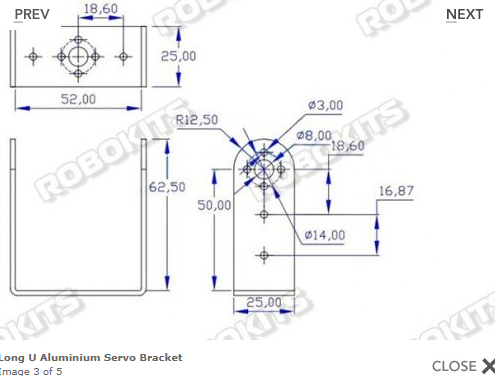 PREV
NEXT
18,60
25,00
52,00
ROBOKITS
ROBOKITS
ROBOKITS
ROBOKITS
R12,50
ø3,00
ø8,00
18,60
16,87
62,50
50,00
ø14,00
25,00
Long U Aluminium Servo Bracket
Image 3 of 5
CLOSE X